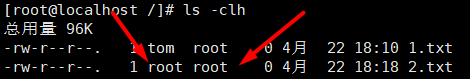 [root@localhost /]# ls -clh
总用量 96K
-rw-r--r--. 1 tom root 0 4月 22 18:10 1.txt
-rw-r--r--. 1 root root 0 4月 22 18:18 2.txt